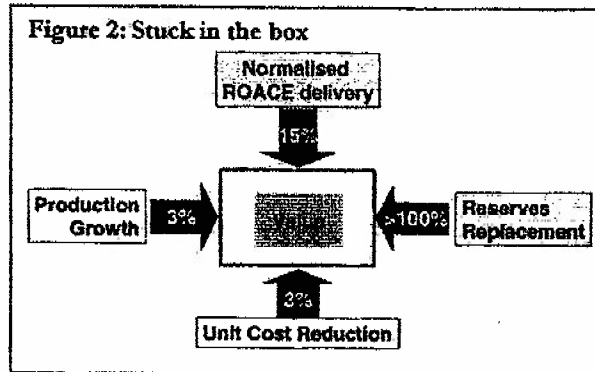 Figure 2: Stuck in the box
Normalised
ROACE delivery
15%
Production
Growth
3%
>100%
Reserves
Replacement
3%
Unit Cost Reduction